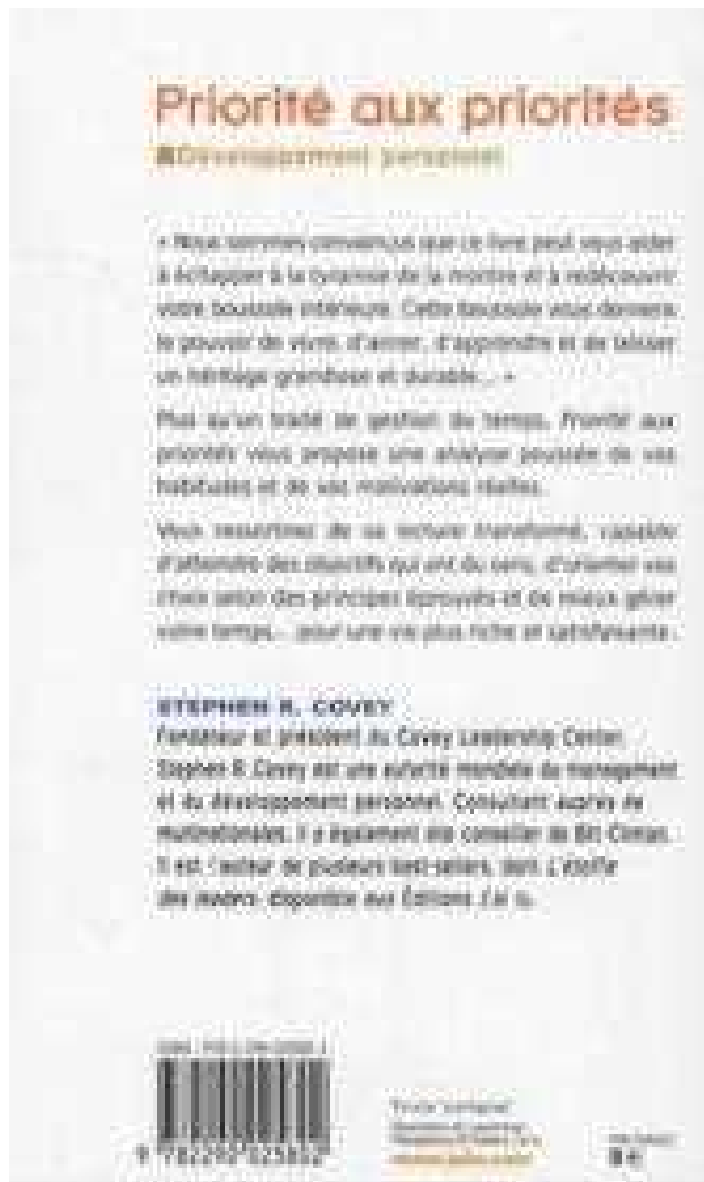 Priorité aux priorités
Développement personnel
« Nous sommes convaincus que ce livre peut vous aider
à échapper à la tyrannie de la montre et à redécouvrir
votre boussole intérieure. Cette boussole vous donnera
le pouvoir de vivre, d'aimer, d'apprendre et de laisser
un héritage grandiose et durable... »
Plus qu'un traité de gestion du temps, Priorité aux
priorités vous propose une analyse poussée de vos
habitudes et de vos motivations réelles.
Vous ressortirez de sa lecture transformé, capable
d'atteindre des objectifs qui ont du sens, d'orienter vos
choix selon des principes éprouvés et de mieux gérer
votre temps... pour une vie plus riche et satisfaisante.
STEPHEN R. COVEY
Fondateur et président du Covey Leadership Center,
Stephen R. Covey est une autorité mondiale du management
et du développement personnel. Consultant auprès de
multinationales, il a également été conseiller de Bill Clinton.
Il est l'auteur de plusieurs best-sellers, dont L'étoile
des leaders, disponible aux Éditions J'ai lu.
Texte intégral